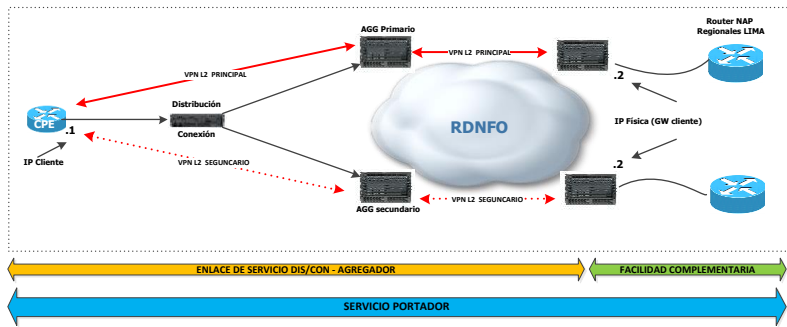 AGG Primario
Router NAP
Regionales LIMA
VPN L2  PRINCIPAL
VPN L2  PRINCIPAL
.2
Distribución
CPE
.1
Conexión
RDNFO
IP Física (GW cliente)
IP Cliente
VPN L2  SEGUNCARIO
.2
VPN L2  SEGUNCARIO
AGG secundario
ENLACE DE SERVICIO DIS/CON - AGREGADOR
FACILIDAD COMPLEMENTARIA
SERVICIO PORTADOR